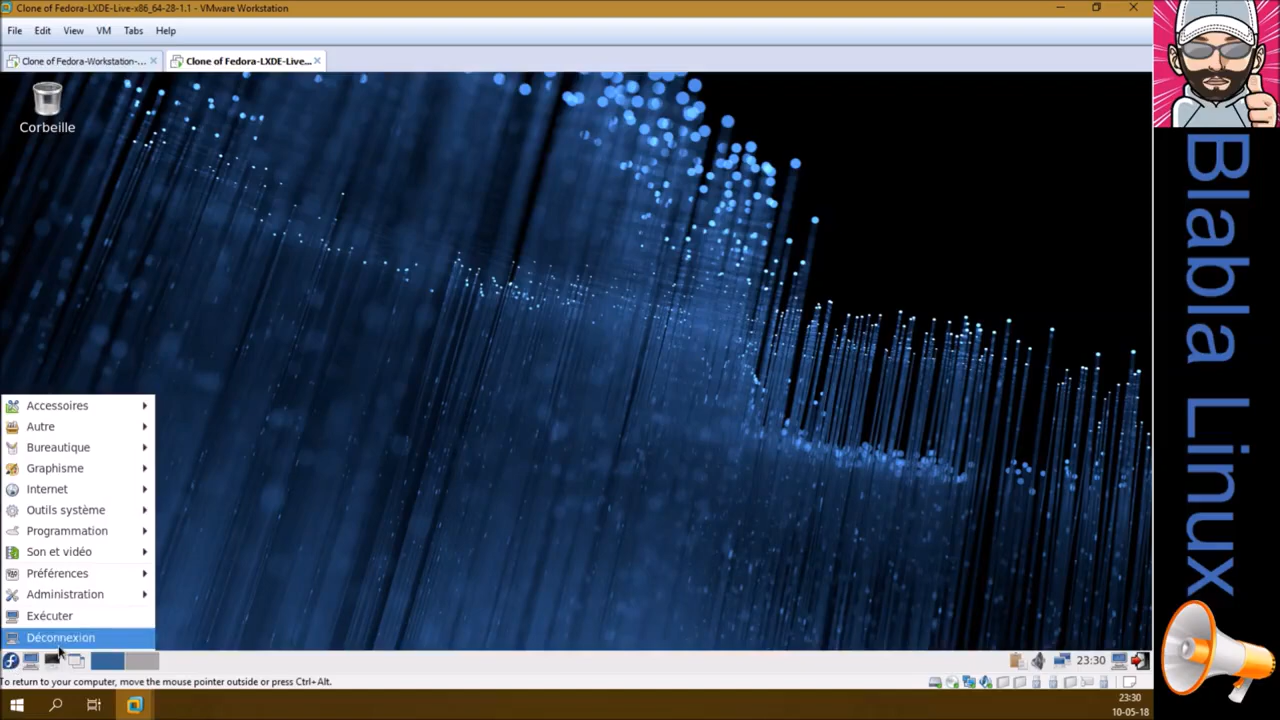 Clone of Fedora-LXDE-Live-x86_64-28-1.1 - VMware Workstation
File Edit View VM Tabs Help
Clone of Fedora-Workstation-... Clone of Fedora-LXDE-Live...
Corbeille
Accessoires
Autre
Bureautique
Graphisme
Internet
Outils système
Programmation
Son et vidéo
Préférences
Administration
Exécuter
Déconnexion
23:30
To return to your computer, move the mouse pointer outside or press Ctrl+Alt.
23:30
10-05-18
Blabla Linux